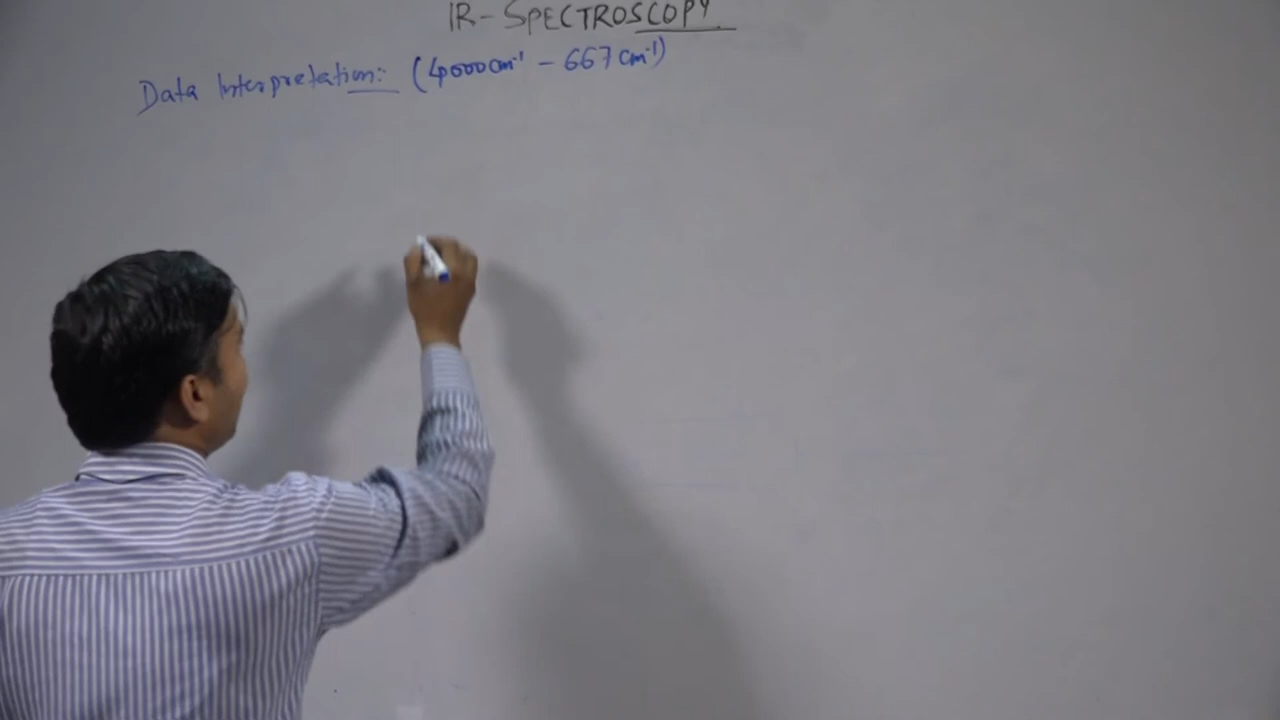 IR-SPECTROSCOPY
Data Interpretation: (4000cm⁻¹ - 667cm⁻¹)